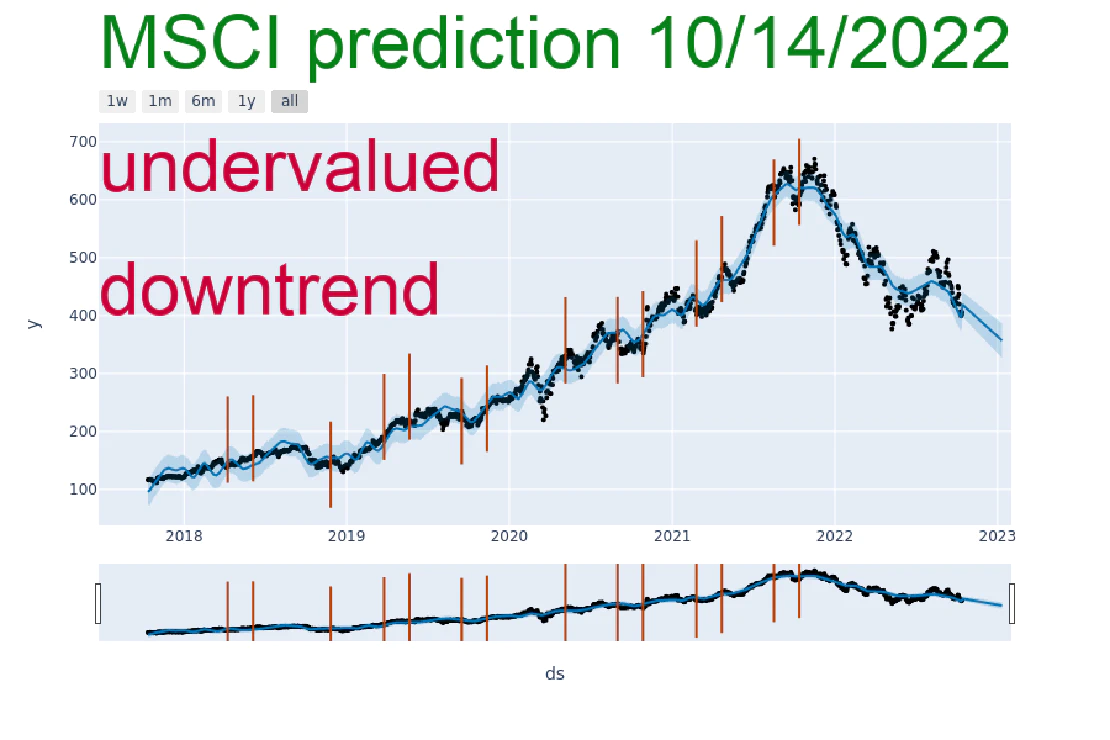 MSCI prediction 10/14/2022
1w 1m 6m 1y all
700
undervalued
600
500
downtrend
400
y
300
200
100
2018 2019 2020 2021 2022 2023
ds